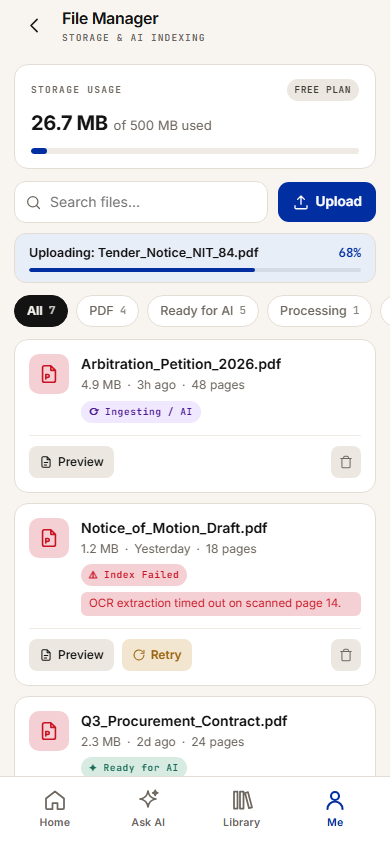 File Manager
STORAGE & AI INDEXING
STORAGE USAGE
FREE PLAN
26.7 MB of 500 MB used
Search files...
Upload
Uploading: Tender_Notice_NIT_84.pdf
68%
All 7
PDF 4
Ready for AI 5
Processing 1
Arbitration_Petition_2026.pdf
4.9 MB · 3h ago · 48 pages
Ingesting / AI
Preview
Notice_of_Motion_Draft.pdf
1.2 MB · Yesterday · 18 pages
Index Failed
OCR extraction timed out on scanned page 14.
Preview
Retry
Q3_Procurement_Contract.pdf
2.3 MB · 2d ago · 24 pages
Ready for AI
Home
Ask AI
Library
Me